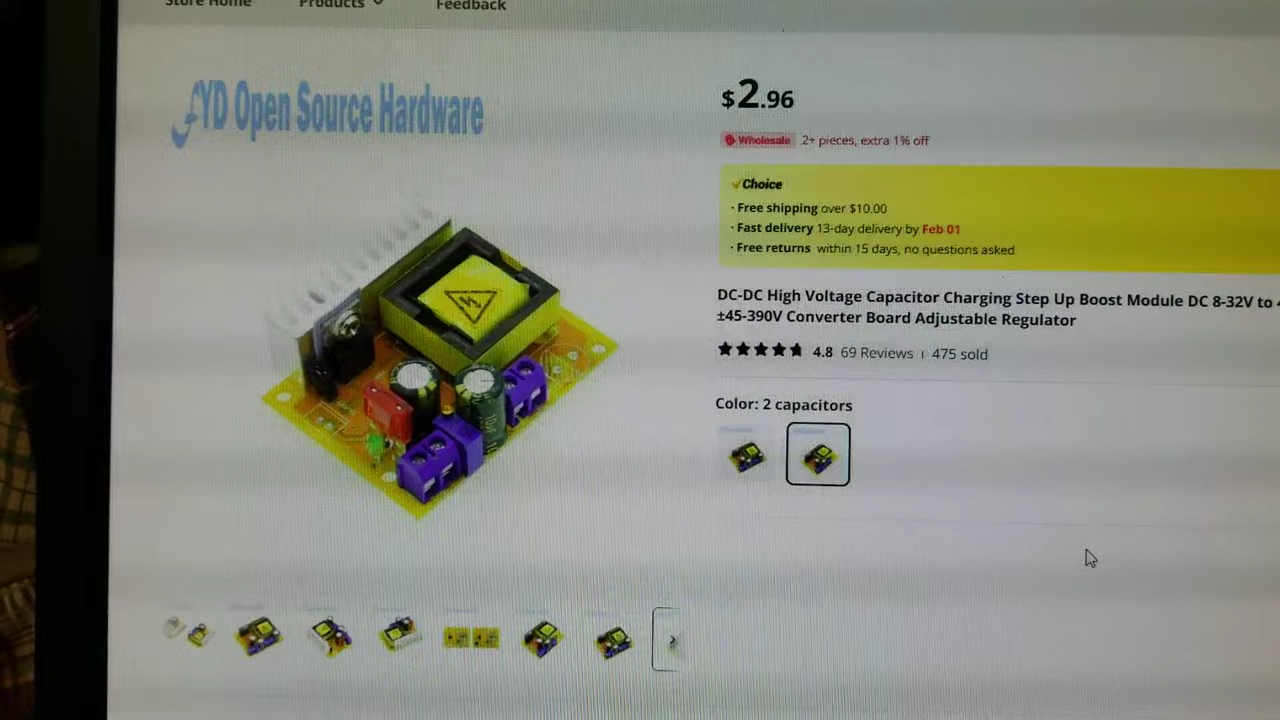 Store Home Products Feedback
YD Open Source Hardware
$2.96
Wholesale 2+ pieces, extra 1% off
Choice
· Free shipping over $10.00
· Fast delivery 13-day delivery by Feb 01
· Free returns within 15 days, no questions asked
DC-DC High Voltage Capacitor Charging Step Up Boost Module DC 8-32V to
±45-390V Converter Board Adjustable Regulator
4.8 69 Reviews | 475 sold
Color: 2 capacitors